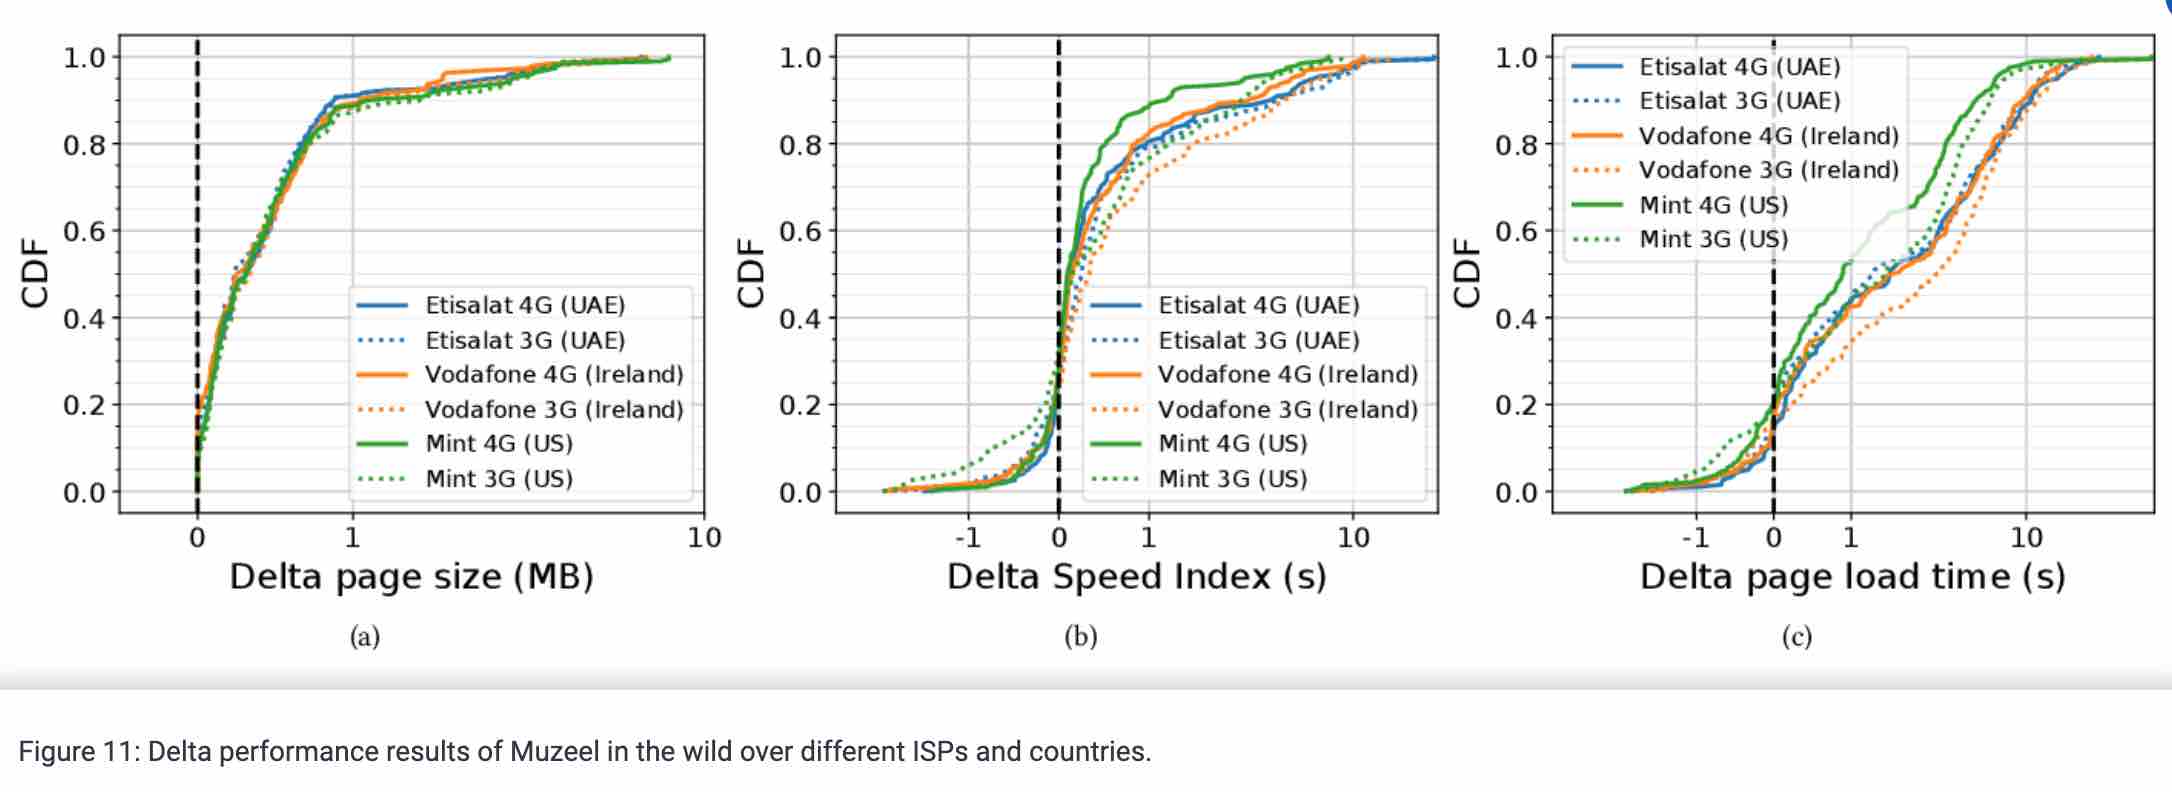 1.0
0.8
0.6
0.4
0.2
0.0
CDF
Etisalat 4G (UAE)
Etisalat 3G (UAE)
Vodafone 4G (Ireland)
Vodafone 3G (Ireland)
Mint 4G (US)
Mint 3G (US)
0 1 10
Delta page size (MB)
(a)
1.0
0.8
0.6
0.4
0.2
0.0
CDF
Etisalat 4G (UAE)
Etisalat 3G (UAE)
Vodafone 4G (Ireland)
Vodafone 3G (Ireland)
Mint 4G (US)
Mint 3G (US)
-1 0 1 10
Delta Speed Index (s)
(b)
1.0
0.8
0.6
0.4
0.2
0.0
CDF
Etisalat 4G (UAE)
Etisalat 3G (UAE)
Vodafone 4G (Ireland)
Vodafone 3G (Ireland)
Mint 4G (US)
Mint 3G (US)
-1 0 1 10
Delta page load time (s)
(c)
Figure 11: Delta performance results of Muzeel in the wild over different ISPs and countries.